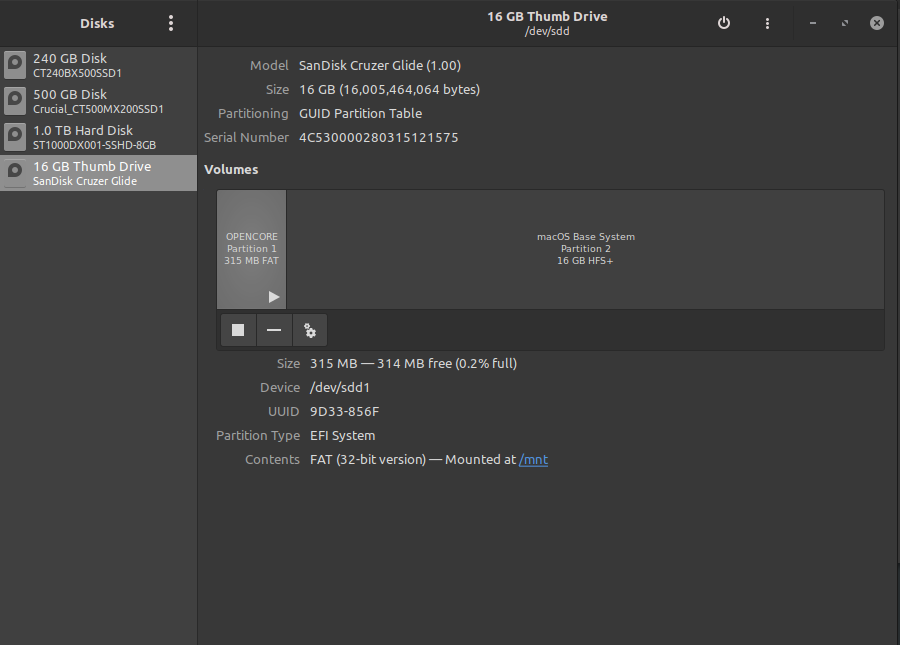 Disks
240 GB Disk
CT240BX500SSD1
500 GB Disk
Crucial_CT500MX200SSD1
1.0 TB Hard Disk
ST1000DX001-SSHD-8GB
16 GB Thumb Drive
SanDisk Cruzer Glide
16 GB Thumb Drive
/dev/sdd
Model SanDisk Cruzer Glide (1.00)
Size 16 GB (16,005,464,064 bytes)
Partitioning GUID Partition Table
Serial Number 4C530000280315121575
Volumes
OPENCORE
Partition 1
315 MB FAT
macOS Base System
Partition 2
16 GB HFS+
Size 315 MB — 314 MB free (0.2% full)
Device /dev/sdd1
UUID 9D33-856F
Partition Type EFI System
Contents FAT (32-bit version) — Mounted at /mnt